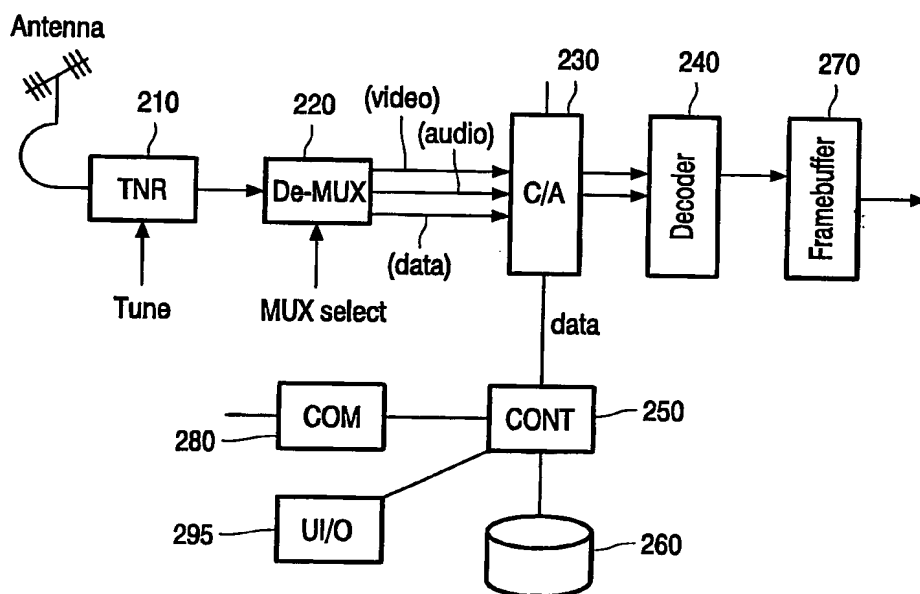 Antenna
210
TNR
Tune
220
De-MUX
MUX select
(video)
(audio)
(data)
230
C/A
240
Decoder
270
Framebuffer
data
COM
280
CONT
250
UI/O
295
260